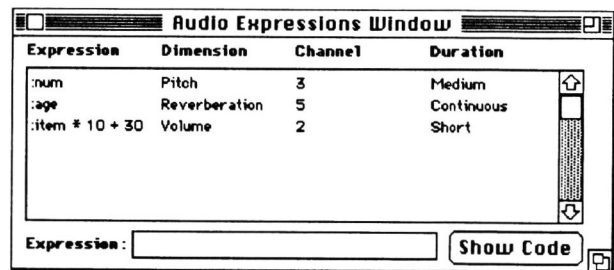 Audio Expressions Window
Expression Dimension Channel Duration
:num Pitch 3 Medium
:age Reverberation 5 Continuous
:item * 10 + 30 Volume 2 Short
Expression: Show Code